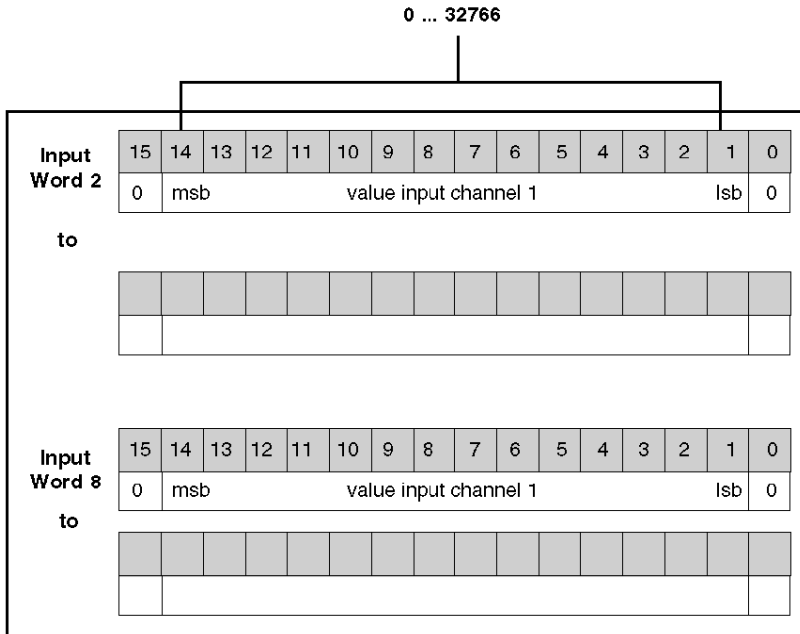 0 ... 32766
Input Word 2
15 14 13 12 11 10 9 8 7 6 5 4 3 2 1 0
0 msb value input channel 1 lsb 0
to
Input Word 8
15 14 13 12 11 10 9 8 7 6 5 4 3 2 1 0
0 msb value input channel 1 lsb 0
to